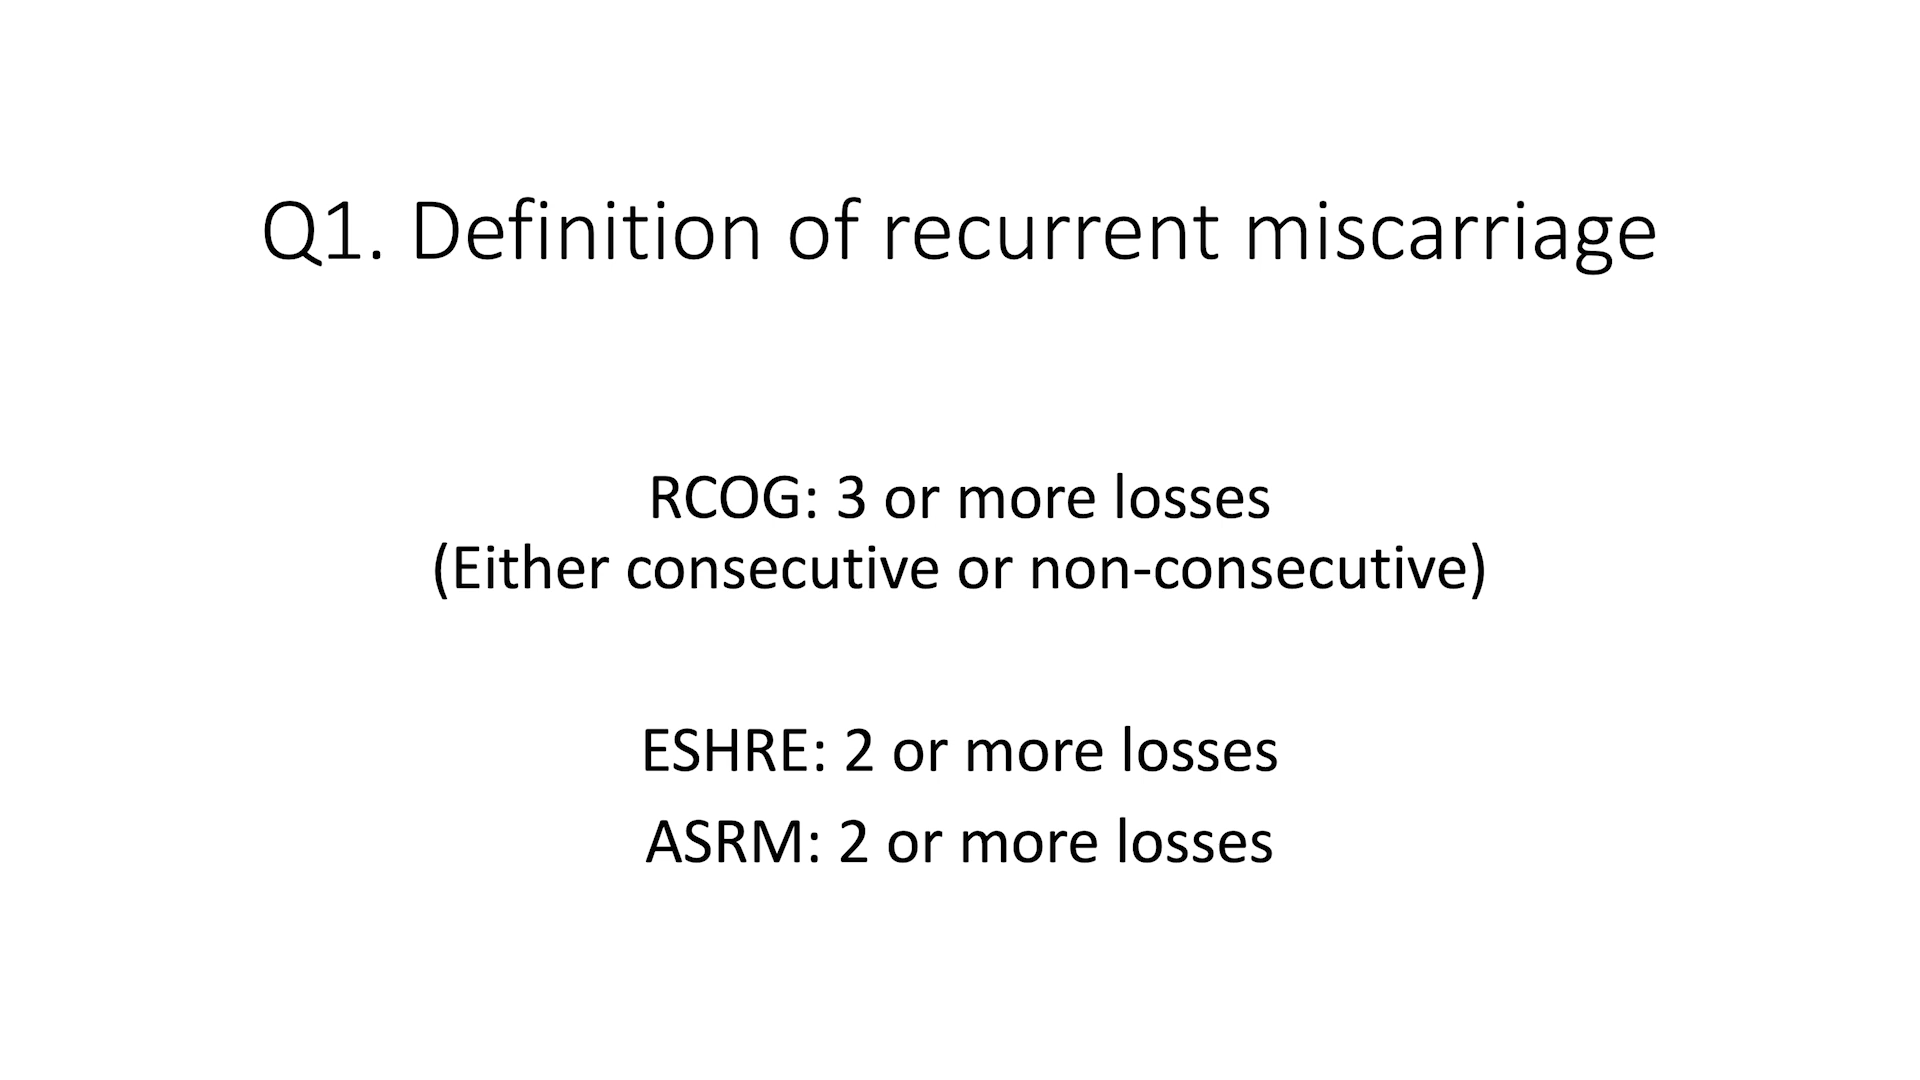 Q1. Definition of recurrent miscarriage
RCOG: 3 or more losses
(Either consecutive or non-consecutive)
ESHRE: 2 or more losses
ASRM: 2 or more losses